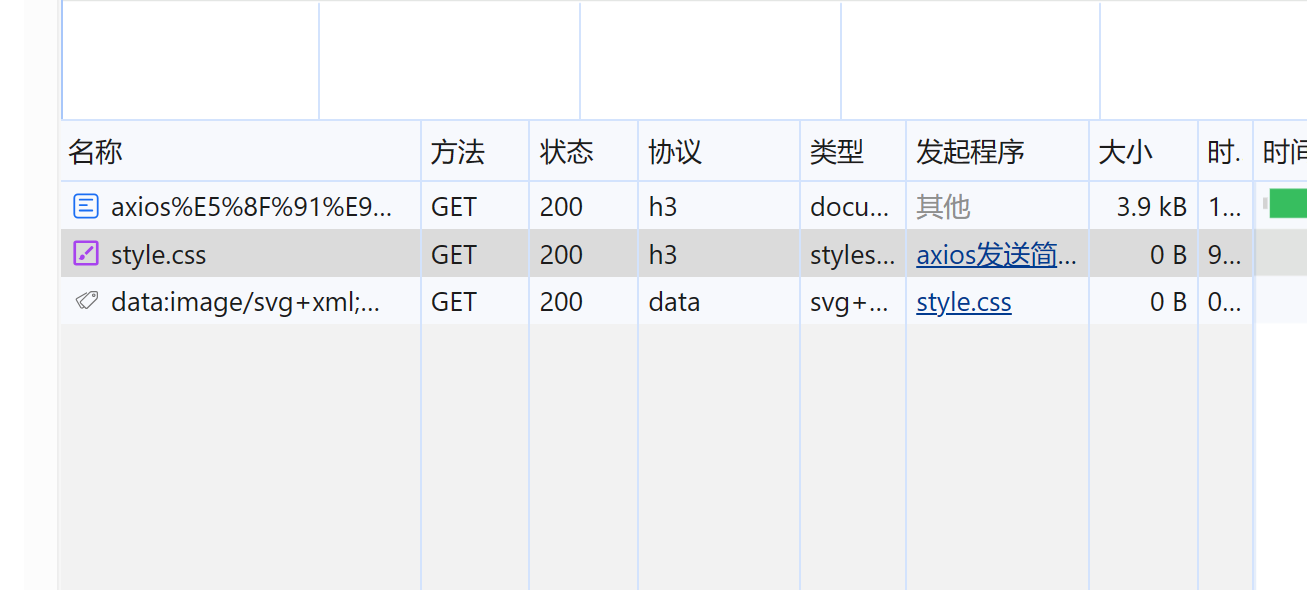 名称 方法 状态 协议 类型 发起程序 大小 时. 时间
axios%E5%8F%91%E9... GET 200 h3 docu... 其他 3.9 kB 1...
style.css GET 200 h3 styles... axios发送简... 0 B 9...
data:image/svg+xml;... GET 200 data svg+... style.css 0 B 0...